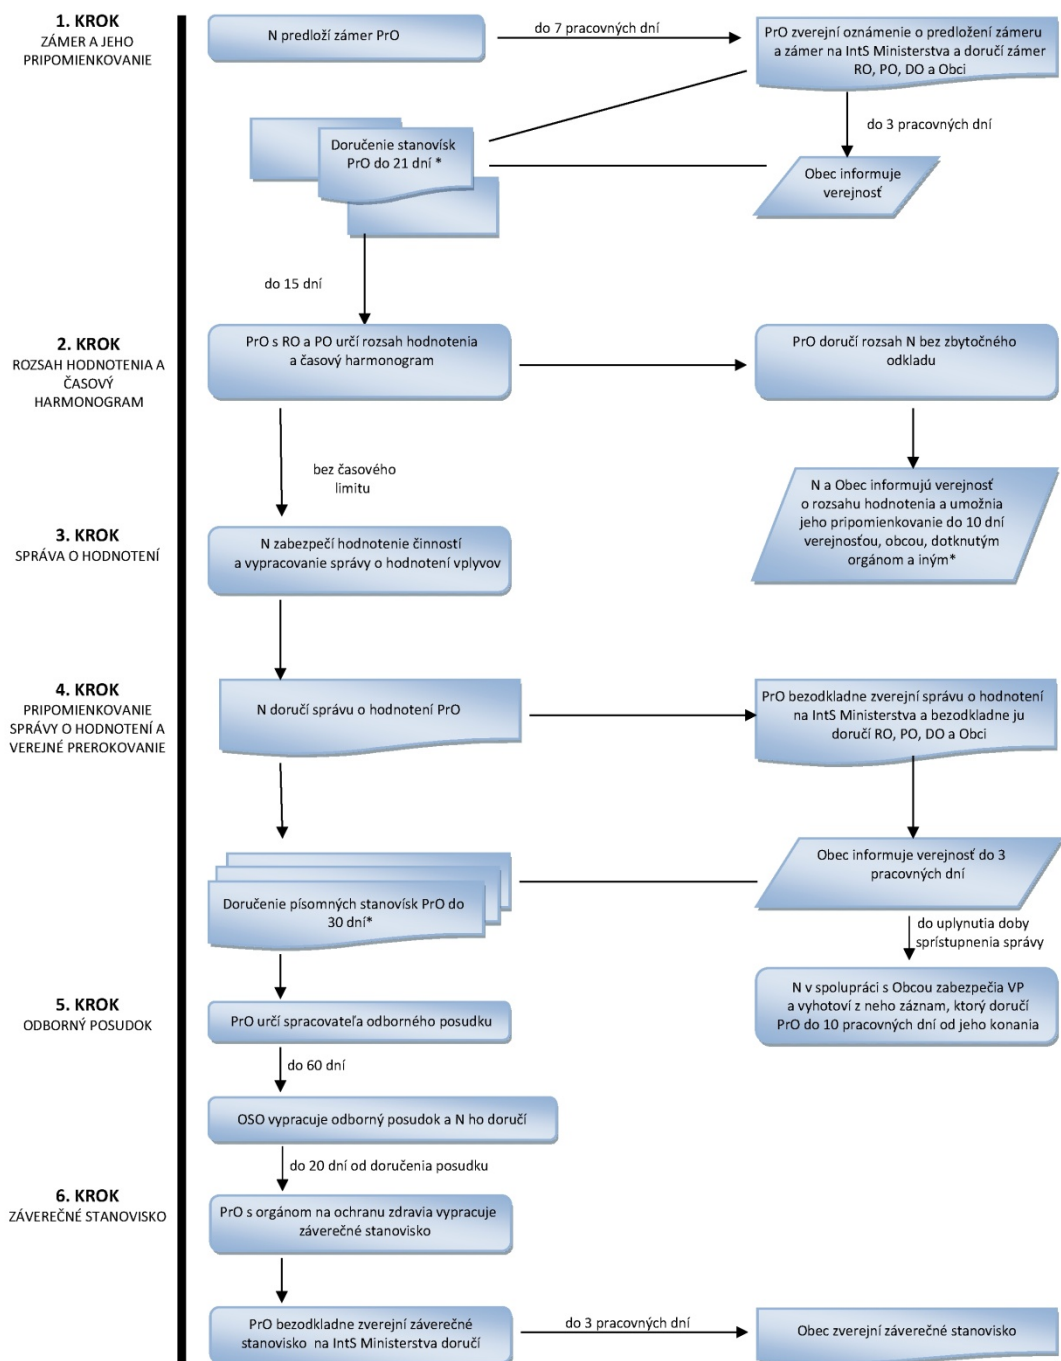 1. KROK
ZÁMER A JEHO
PRIPOMIENKOVANIE
N predloží zámer PrO
do 7 pracovných dní
PrO zverejní oznámenie o predložení zámeru
a zámer na IntS Ministerstva a doručí zámer
RO, PO, DO a Obci
do 3 pracovných dní
Doručenie stanovísk
PrO do 21 dní *
Obec informuje
verejnosť
do 15 dní
2. KROK
ROZSAH HODNOTENIA A
ČASOVÝ
HARMONOGRAM
PrO s RO a PO určí rozsah hodnotenia
a časový harmonogram
PrO doručí rozsah N bez zbytočného
odkladu
bez časového
limitu
N a Obec informujú verejnosť
o rozsahu hodnotenia a umožnia
jeho pripomienkovanie do 10 dní
verejnosťou, obcou, dotknutým
orgánom a iným*
3. KROK
SPRÁVA O HODNOTENÍ
N zabezpečí hodnotenie činností
a vypracovanie správy o hodnotení vplyvov
4. KROK
PRIPOMIENKOVANIE
SPRÁVY O HODNOTENÍ A
VEREJNÉ PREROKOVANIE
N doručí správu o hodnotení PrO
PrO bezodkladne zverejní správu o hodnotení
na IntS Ministerstva a bezodkladne ju
doručí RO, PO, DO a Obci
Obec informuje verejnosť do 3
pracovných dní
Doručenie písomných stanovísk PrO do
30 dní*
do uplynutia doby
sprístupnenia správy
N v spolupráci s Obcou zabezpečia VP
a vyhotoví z neho záznam, ktorý doručí
PrO do 10 pracovných dní od jeho konania
5. KROK
ODBORNÝ POSUDOK
PrO určí spracovateľa odborného posudku
do 60 dní
OSO vypracuje odborný posudok a N ho doručí
do 20 dní od doručenia posudku
6. KROK
ZÁVEREČNÉ STANOVISKO
PrO s orgánom na ochranu zdravia vypracuje
záverečné stanovisko
PrO bezodkladne zverejní záverečné
stanovisko na IntS Ministerstva doručí
do 3 pracovných dní
Obec zverejní záverečné stanovisko